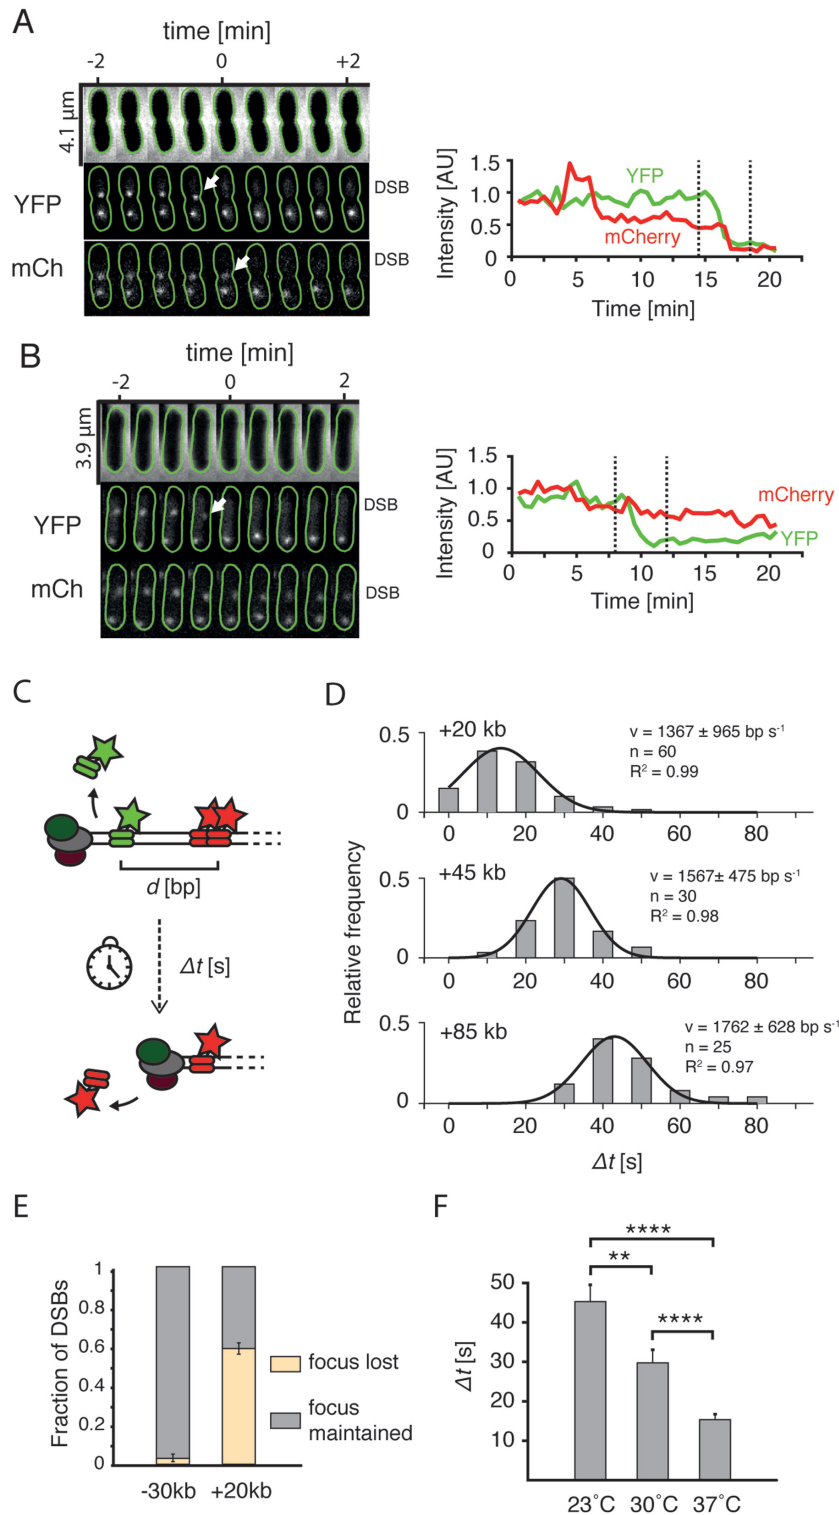 A
time [min]
-2 0 +2
4.1 µm
YFP
DSB
mCh
DSB
Intensity [AU]
1.5
1.0
0.5
0
YFP
mCherry
0 5 10 15 20
Time [min]
B
time [min]
-2 0 2
3.9 µm
YFP
DSB
mCh
DSB
Intensity [AU]
1.5
1.0
0.5
0
mCherry
YFP
0 5 10 15 20
Time [min]
C
d [bp]
Δt [s]
D
Relative frequency
0.5
0
+20 kb
v = 1367 ± 965 bp s⁻¹
n = 60
R² = 0.99
0 20 40 60 80
0.5
0
+45 kb
v = 1567± 475 bp s⁻¹
n = 30
R² = 0.98
0 20 40 60 80
0.5
0
+85 kb
v = 1762 ± 628 bp s⁻¹
n = 25
R² = 0.97
0 20 40 60 80
Δt [s]
E
Fraction of DSBs
1
0.8
0.6
0.4
0.2
0
focus lost
focus
maintained
-30kb +20kb
F
Δt [s]
50
40
30
20
10
****
**
****
23°C 30°C 37°C